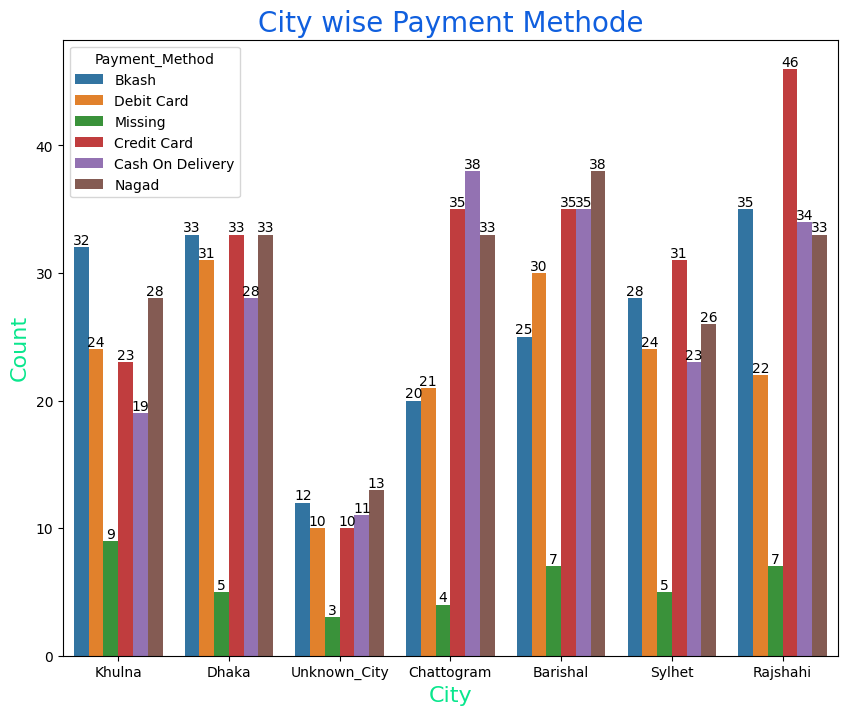 City wise Payment Methode
Payment_Method
Bkash
Debit Card
Missing
Credit Card
Cash On Delivery
Nagad
Count
40
30
20
10
0
32
24
9
23
19
28
33
31
5
33
28
33
12
10
3
10
11
13
20
21
4
35
38
33
25
30
7
35
35
38
28
24
5
31
23
26
35
22
7
46
34
33
Khulna
Dhaka
Unknown_City
Chattogram
Barishal
Sylhet
Rajshahi
City